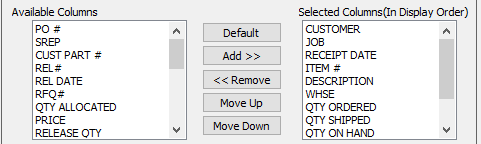 Available Columns
PO #
SREP
CUST PART #
REL#
REL DATE
RFQ#
QTY ALLOCATED
PRICE
RELEASE QTY
Default
Add >>
<< Remove
Move Up
Move Down
Selected Columns(In Display Order)
CUSTOMER
JOB
RECEIPT DATE
ITEM #
DESCRIPTION
WHSE
QTY ORDERED
QTY SHIPPED
QTY ON HAND